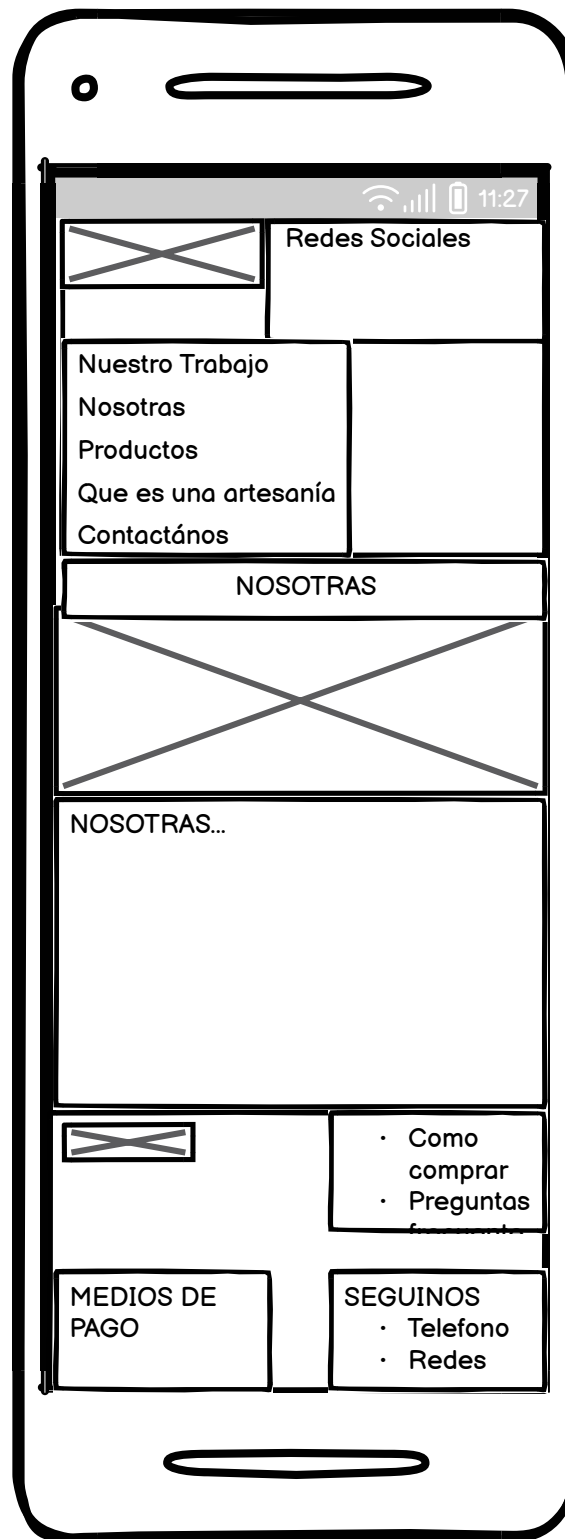 11:27
Redes Sociales
Nuestro Trabajo
Nosotras
Productos
Que es una artesanía
Contactános
NOSOTRAS
NOSOTRAS...
· Como
comprar
· Preguntas
MEDIOS DE
PAGO
SEGUINOS
· Telefono
· Redes